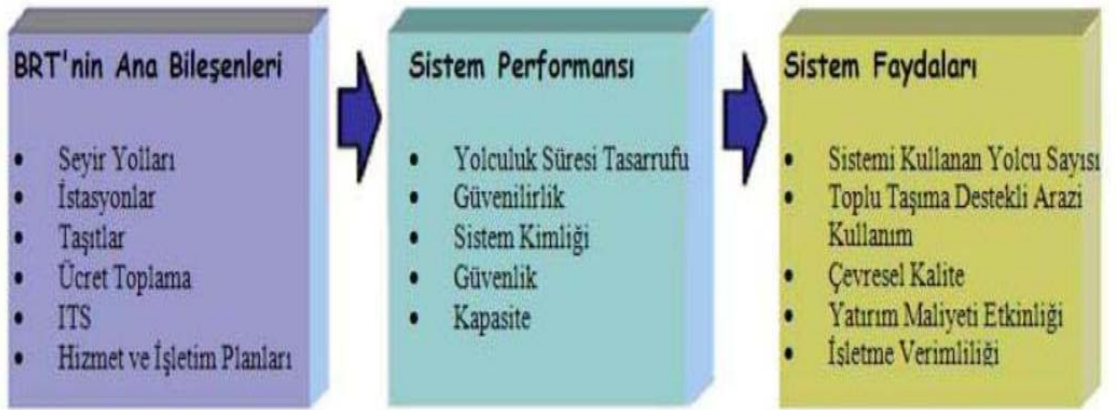 BRT'nin Ana Bileşenleri
• Seyir Yolları
• İstasyonlar
• Taşıtlar
• Ücret Toplama
• ITS
• Hizmet ve İşletim Planları
Sistem Performansı
• Yolculuk Süresi Tasarrufu
• Güvenilirlik
• Sistem Kimliği
• Güvenlik
• Kapasite
Sistem Faydaları
• Sistemi Kullanan Yolcu Sayısı
• Toplu Taşıma Destekli Arazi
Kullanım
• Çevresel Kalite
• Yatırım Maliyeti Etkinliği
• İşletme Verimliliği